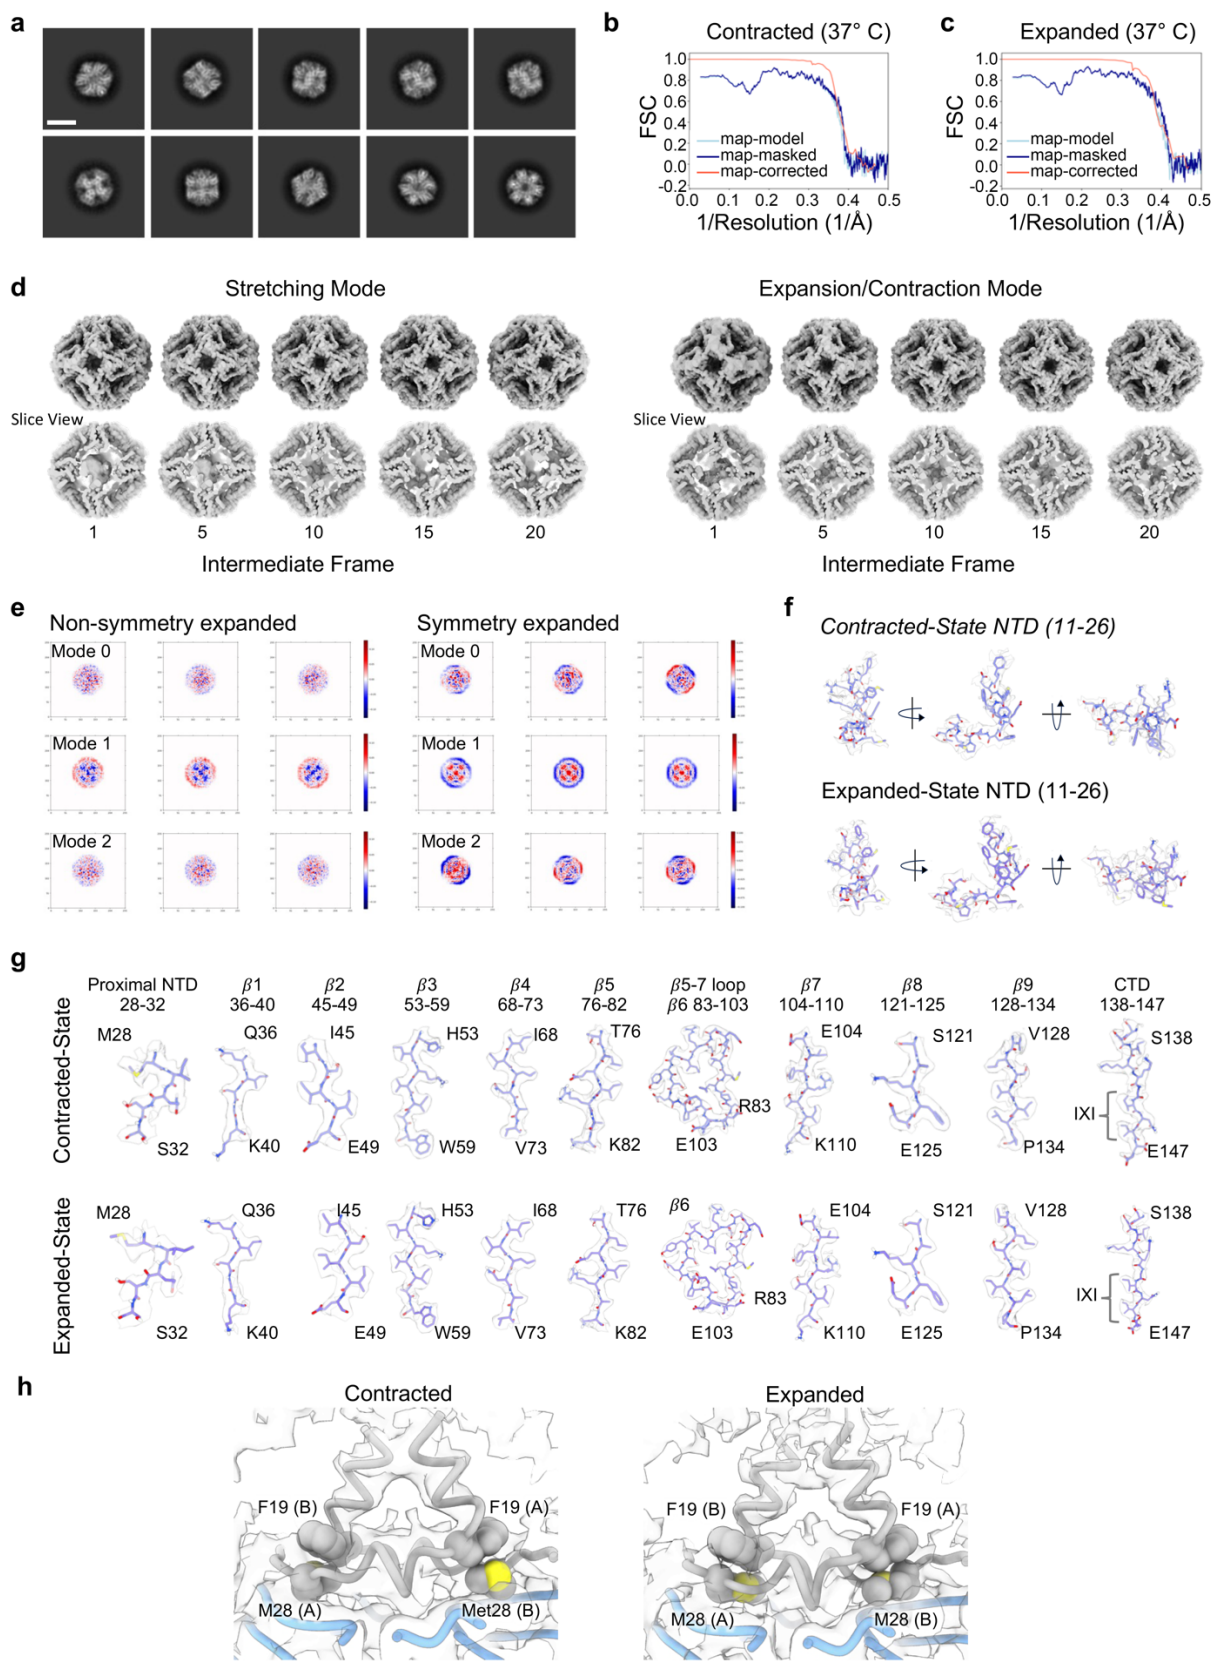 a
b
Contracted (37° C)
1.0
0.8
0.6
0.4
0.2
0.0
-0.2
FSC
map-model
map-masked
map-corrected
0.0 0.1 0.2 0.3 0.4 0.5
1/Resolution (1/Å)
c
Expanded (37° C)
1.0
0.8
0.6
0.4
0.2
0.0
-0.2
FSC
map-model
map-masked
map-corrected
0.0 0.1 0.2 0.3 0.4 0.5
1/Resolution (1/Å)
d
Stretching Mode
Slice View
1 5 10 15 20
Intermediate Frame
Expansion/Contraction Mode
Slice View
1 5 10 15 20
Intermediate Frame
e
Non-symmetry expanded
Mode 0
Mode 1
Mode 2
Symmetry expanded
Mode 0
Mode 1
Mode 2
f
Contracted-State NTD (11-26)
Expanded-State NTD (11-26)
g
Proximal NTD β1 β2 β3 β4 β5 β5-7 loop β7 β8 β9 CTD
28-32 36-40 45-49 53-59 68-73 76-82 β6 83-103 104-110 121-125 128-134 138-147
Contracted-State
M28 Q36 I45 H53 I68 T76 E104 S121 V128 S138
R83
IXI
S32 K40 E49 W59 V73 K82 E103 K110 E125 P134 E147
Expanded-State
M28 Q36 I45 H53 I68 T76 β6 E104 S121 V128 S138
R83
IXI
S32 K40 E49 W59 V73 K82 E103 K110 E125 P134 E147
h
Contracted
F19 (B) F19 (A)
M28 (A) Met28 (B)
Expanded
F19 (B) F19 (A)
M28 (A) M28 (B)